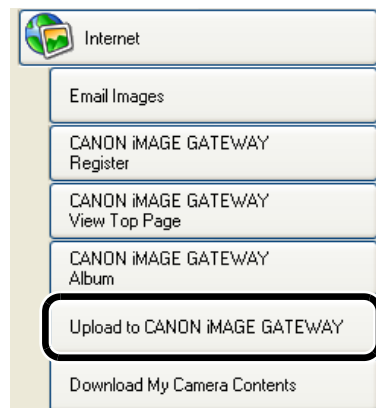 Internet
Email Images
CANON iMAGE GATEWAY
Register
CANON iMAGE GATEWAY
View Top Page
CANON iMAGE GATEWAY
Album
Upload to CANON iMAGE GATEWAY
Download My Camera Contents